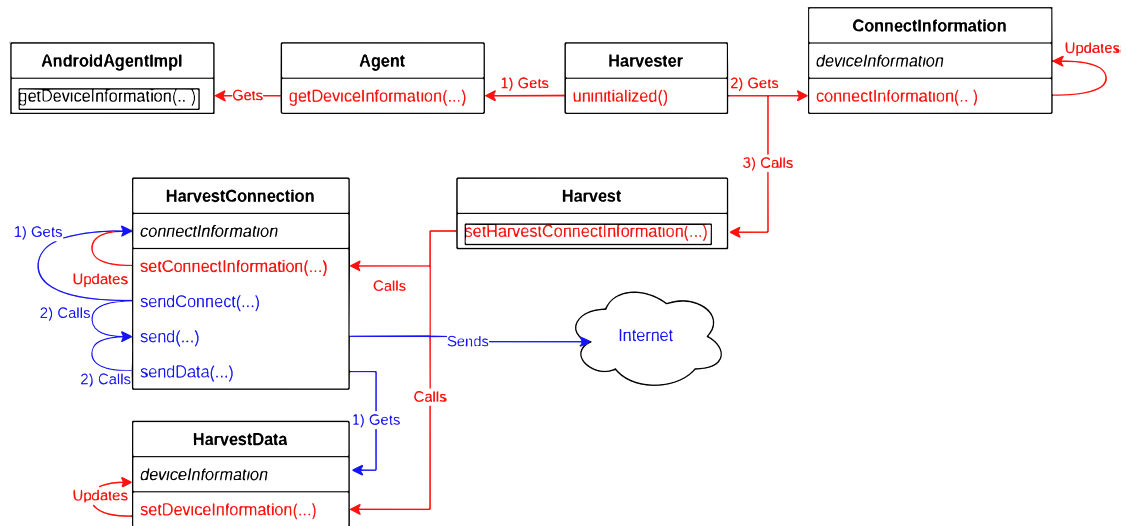 ConnectInformation
deviceInformation
connectInformation(.. )
Updates
AndroidAgentImpl
getDeviceInformation(.. )
Gets
Agent
getDeviceInformation(...)
1) Gets
Harvester
uninitialized()
2) Gets
3) Calls
HarvestConnection
connectInformation
setConnectInformation(...)
sendConnect(...)
send(...)
sendData(...)
1) Gets
Updates
2) Calls
2) Calls
Harvest
setHarvestConnectInformation(...)
Calls
Sends
Internet
Calls
1) Gets
HarvestData
deviceInformation
setDeviceInformation(...)
Updates